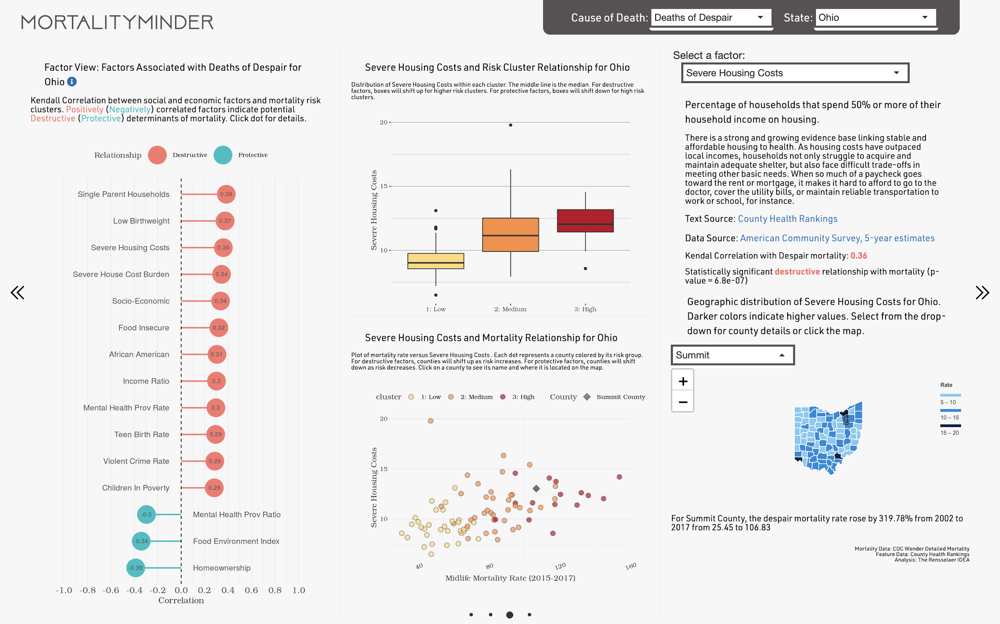 MORTALITYMINDER
Cause of Death: Deaths of Despair
State: Ohio
Factor View: Factors Associated with Deaths of Despair for
Ohio i
Kendall Correlation between social and economic factors and mortality risk
clusters. Positively (Negatively) correlated factors indicate potential
Destructive (Protective) determinants of mortality. Click dot for details.
Relationship Destructive Protective
Single Parent Households 0.39
Low Birthweight 0.37
Severe Housing Costs 0.36
Severe House Cost Burden 0.34
Socio-Economic 0.34
Food Insecure 0.32
African American 0.31
Income Ratio 0.3
Mental Health Prov Rate 0.3
Teen Birth Rate 0.29
Violent Crime Rate 0.29
Children In Poverty 0.28
-0.3 Mental Health Prov Ratio
-0.34 Food Environment Index
-0.39 Homeownership
-1.0 -0.8 -0.6 -0.4 -0.2 0.0 0.2 0.4 0.6 0.8 1.0
Correlation
Severe Housing Costs and Risk Cluster Relationship for Ohio
Distribution of Severe Housing Costs within each cluster. The middle line is the median. For destructive
factors, boxes will shift up for higher risk clusters. For protective factors, boxes will shift down for high risk
clusters.
Severe Housing Costs
20
15
10
1: Low 2: Medium 3: High
Severe Housing Costs and Mortality Relationship for Ohio
Plot of mortality rate versus Severe Housing Costs . Each dot represents a county colored by its risk group.
For destructive factors, counties will shift up as risk increases. For protective factors, counties will shift
down as risk decreases. Click on a county to see its name and where it is located on the map.
cluster 1: Low 2: Medium 3: High County Summit County
Severe Housing Costs
20
15
10
40 80 120 160
Midlife Mortality Rate (2015-2017)
Select a factor:
Severe Housing Costs
Percentage of households that spend 50% or more of their
household income on housing.
There is a strong and growing evidence base linking stable and
affordable housing to health. As housing costs have outpaced
local incomes, households not only struggle to acquire and
maintain adequate shelter, but also face difficult trade-offs in
meeting other basic needs. When so much of a paycheck goes
toward the rent or mortgage, it makes it hard to afford to go to the
doctor, cover the utility bills, or maintain reliable transportation to
work or school, for instance.
Text Source: County Health Rankings
Data Source: American Community Survey, 5-year estimates
Kendal Correlation with Despair mortality: 0.36
Statistically significant destructive relationship with mortality (p-
value = 6.8e-07)
Geographic distribution of Severe Housing Costs for Ohio.
Darker colors indicate higher values. Select from the drop-
down for county details or click the map.
Summit
+
−
Rate
5 – 10
10 – 15
15 – 20
For Summit County, the despair mortality rate rose by 319.78% from 2002 to
2017 from 25.45 to 106.83
Mortality Data: CDC Wonder Detailed Mortality
Feature Data: County Health Rankings
Analysis: The Rensselaer IDEA